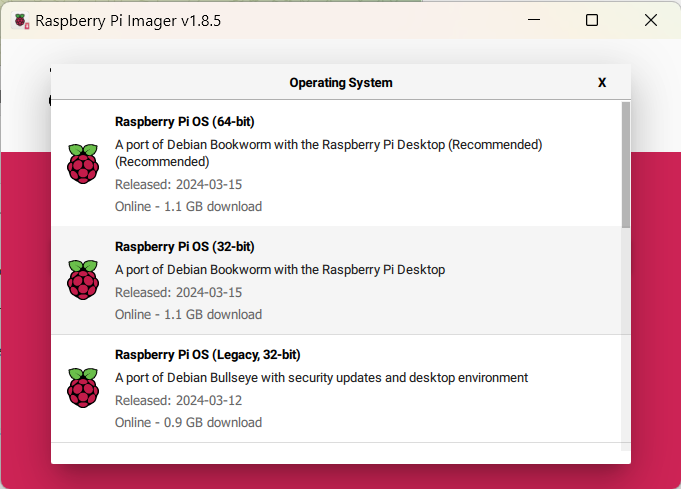 Raspberry Pi Imager v1.8.5
Operating System X
Raspberry Pi OS (64-bit)
A port of Debian Bookworm with the Raspberry Pi Desktop (Recommended)
(Recommended)
Released: 2024-03-15
Online - 1.1 GB download
Raspberry Pi OS (32-bit)
A port of Debian Bookworm with the Raspberry Pi Desktop
Released: 2024-03-15
Online - 1.1 GB download
Raspberry Pi OS (Legacy, 32-bit)
A port of Debian Bullseye with security updates and desktop environment
Released: 2024-03-12
Online - 0.9 GB download